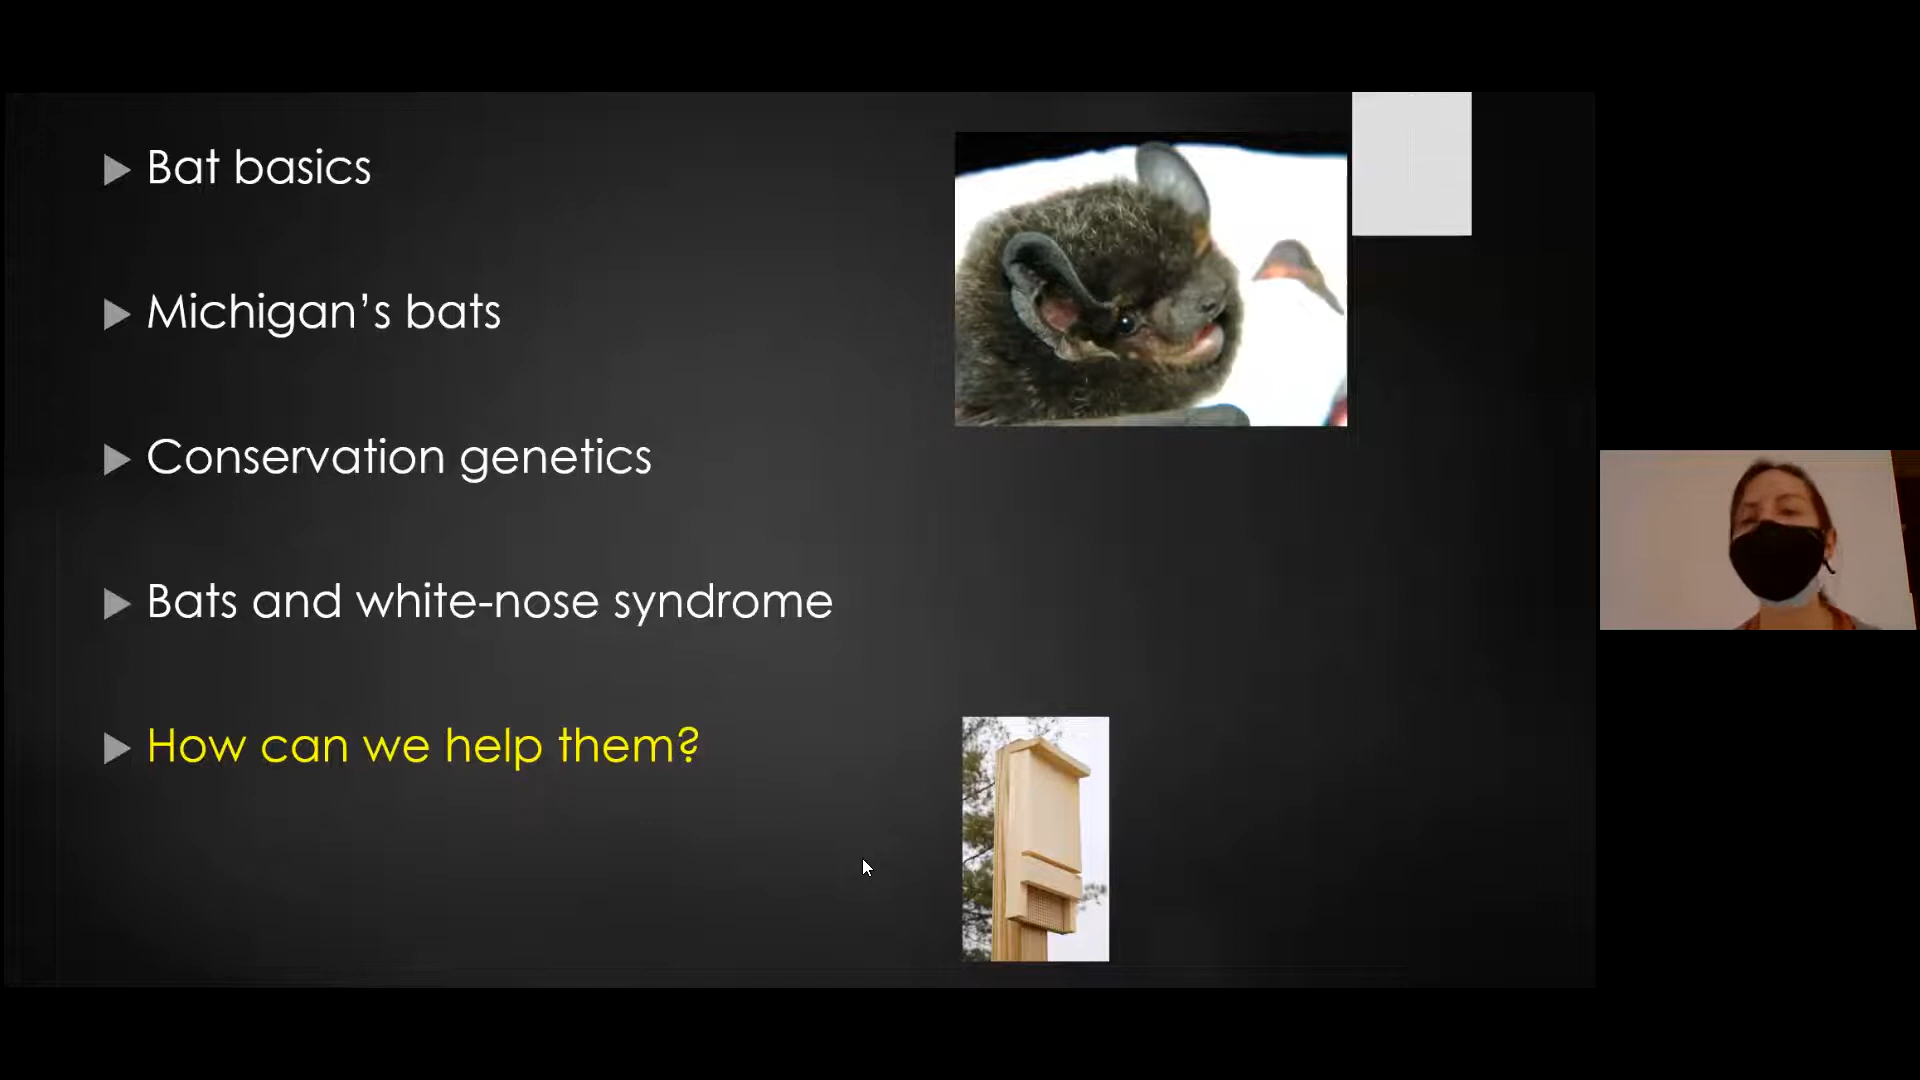 Bat basics
Michigan's bats
Conservation genetics
Bats and white-nose syndrome
How can we help them?